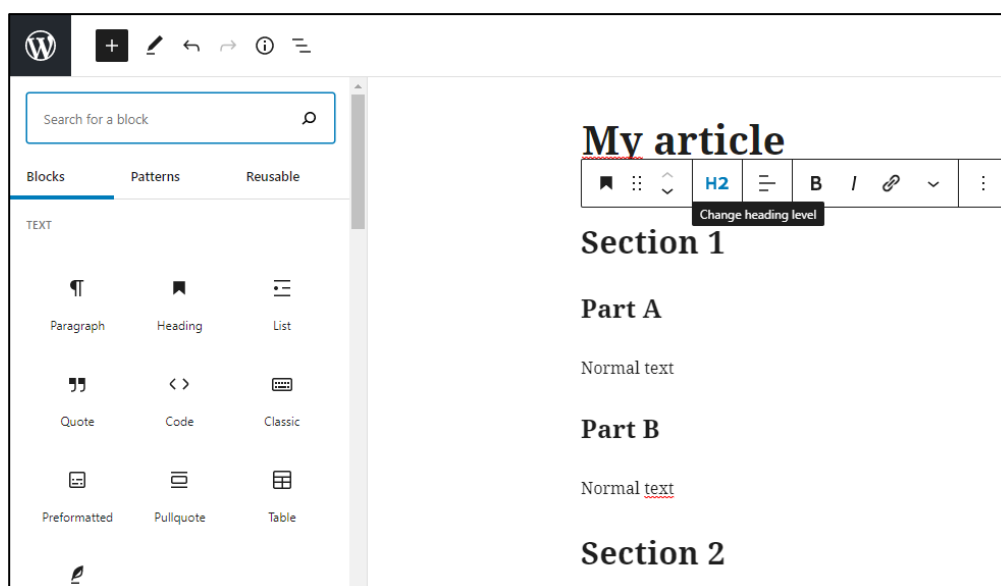 Search for a block
Blocks Patterns Reusable
TEXT
Paragraph Heading List
Quote Code Classic
Preformatted Pullquote Table
My article
H2 B I
Change heading level
Section 1
Part A
Normal text
Part B
Normal text
Section 2